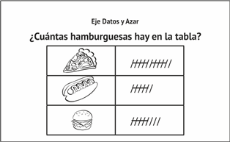 Eje Datos y Azar
¿Cuántas hamburguesas hay en la tabla?